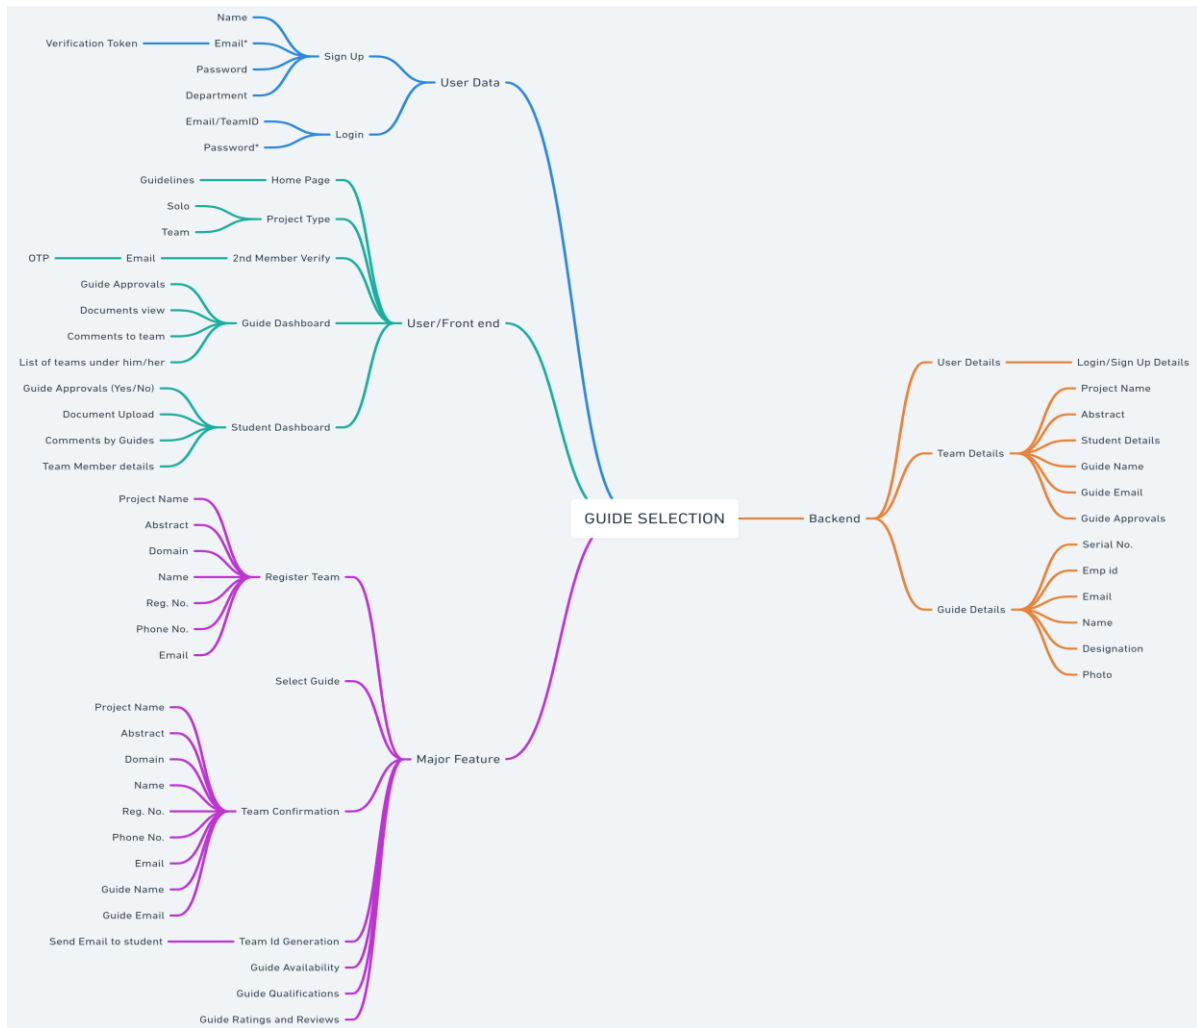 Name
Verification Token
Email*
Password
Department
Sign Up
Email/TeamID
Password*
Login
User Data
Guidelines
Home Page
Solo
Team
Project Type
OTP
Email
2nd Member Verify
Guide Approvals
Documents view
Comments to team
List of teams under him/her
Guide Dashboard
Guide Approvals (Yes/No)
Document Upload
Comments by Guides
Team Member details
Student Dashboard
User/Front end
Project Name
Abstract
Domain
Name
Reg. No.
Phone No.
Email
Register Team
Select Guide
Project Name
Abstract
Domain
Name
Reg. No.
Phone No.
Email
Guide Name
Guide Email
Team Confirmation
Send Email to student
Team Id Generation
Guide Availability
Guide Qualifications
Guide Ratings and Reviews
Major Feature
GUIDE SELECTION
Backend
User Details
Login/Sign Up Details
Team Details
Project Name
Abstract
Student Details
Guide Name
Guide Email
Guide Approvals
Guide Details
Serial No.
Emp id
Email
Name
Designation
Photo